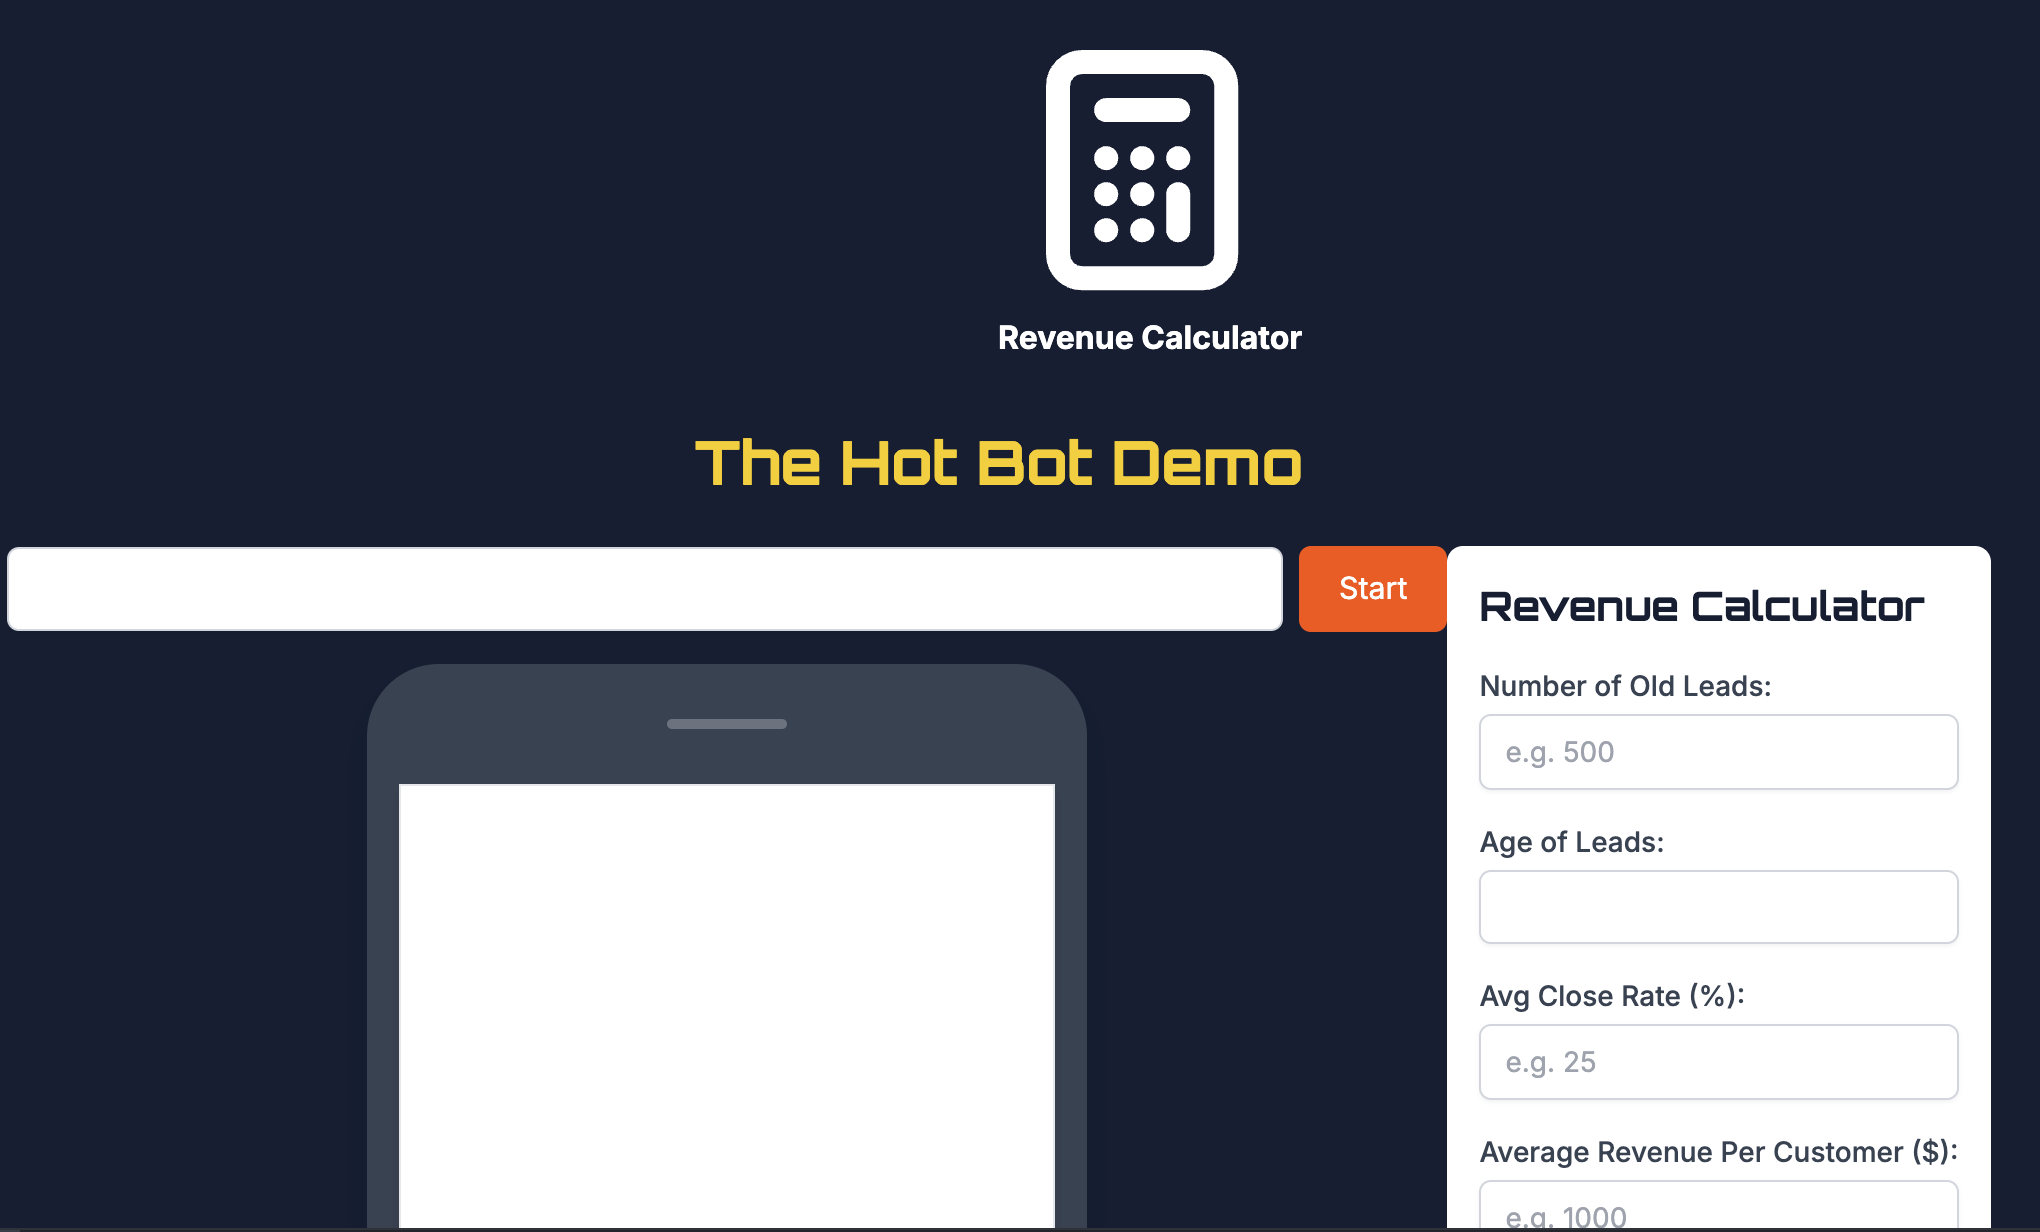 Revenue Calculator
The Hot Bot Demo
Start
Revenue Calculator
Number of Old Leads:
e.g. 500
Age of Leads:
Avg Close Rate (%):
e.g. 25
Average Revenue Per Customer ($):
e.g. 1000